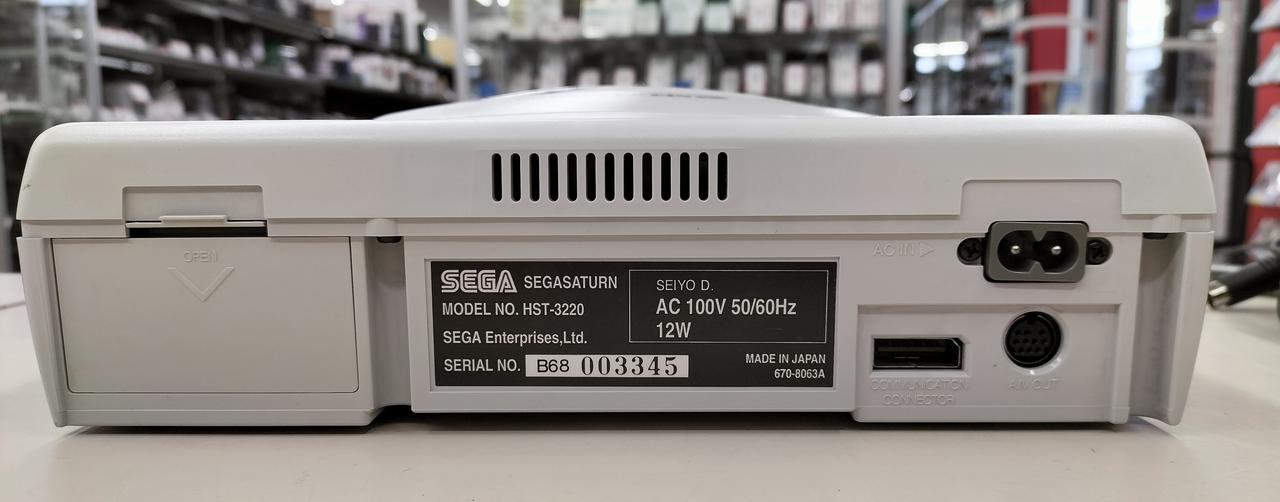 OPEN
SEGA SEGASATURN
MODEL NO. HST-3220
SEGA Enterprises,Ltd.
SERIAL NO. B68 003345
SEIYO D.
AC 100V 50/60Hz
12W
MADE IN JAPAN
670-8063A
AC IN
COMMUNICATION
CONNECTOR
A/V OUT